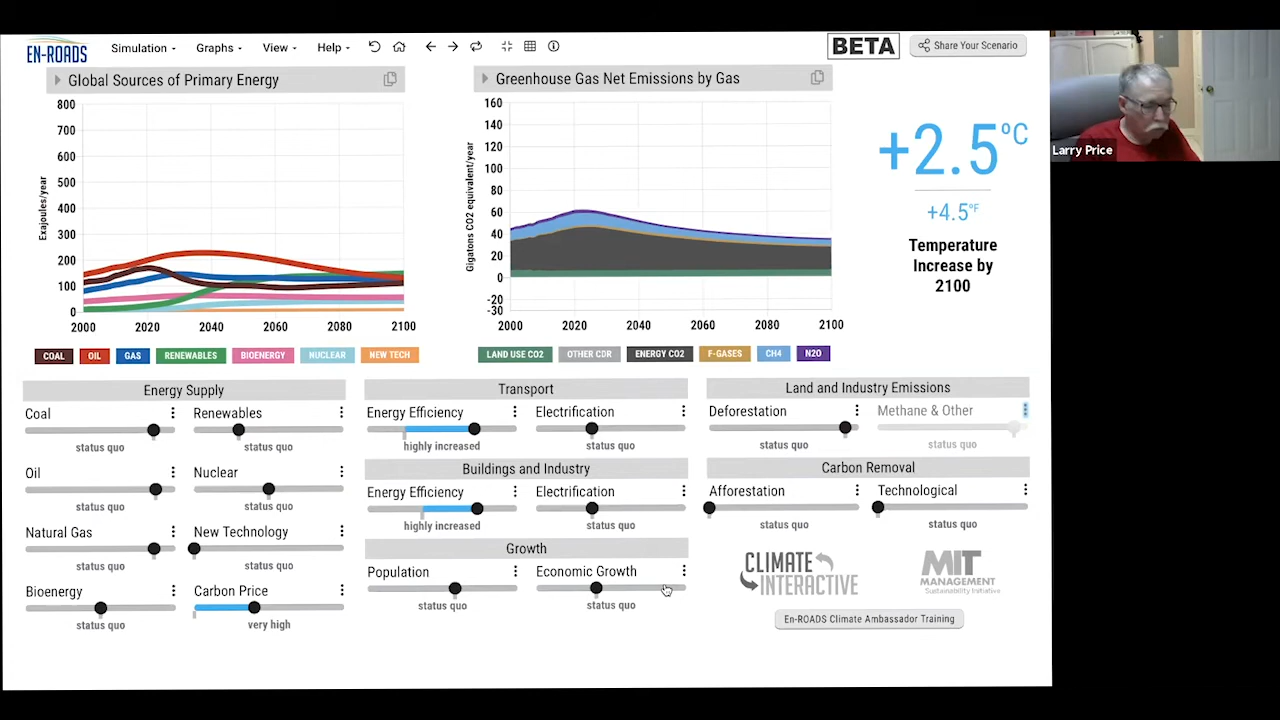 EN-ROADS
Simulation Graphs View Help
BETA
Share Your Scenario
Global Sources of Primary Energy
Exajoules/year
800
700
600
500
400
300
200
100
0
2000 2020 2040 2060 2080 2100
COAL OIL GAS RENEWABLES BIOENERGY NUCLEAR NEW TECH
Greenhouse Gas Net Emissions by Gas
Gigatons CO2 equivalent/year
160
140
120
100
80
60
40
20
0
-20
-30
2000 2020 2040 2060 2080 2100
LAND USE CO2 OTHER CDR ENERGY CO2 F-GASES CH4 N2O
+2.5°C
+4.5°F
Temperature
Increase by
2100
Larry Price
Energy Supply
Coal
status quo
Renewables
status quo
Oil
status quo
Nuclear
status quo
Natural Gas
status quo
New Technology
status quo
Bioenergy
status quo
Carbon Price
very high
Transport
Energy Efficiency
highly increased
Electrification
status quo
Buildings and Industry
Energy Efficiency
highly increased
Electrification
status quo
Growth
Population
status quo
Economic Growth
status quo
Land and Industry Emissions
Deforestation
status quo
Methane & Other
status quo
Carbon Removal
Afforestation
status quo
Technological
status quo
CLIMATE
INTERACTIVE
MIT
MANAGEMENT
Sustainability Initiative
En-ROADS Climate Ambassador Training